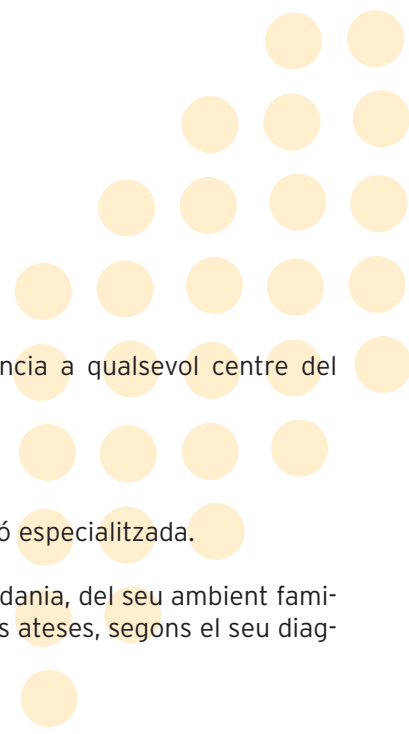 ncia a qualsevol centre del
ó especialitzada.
dania, del seu ambient fami-
s ateses, segons el seu diag-